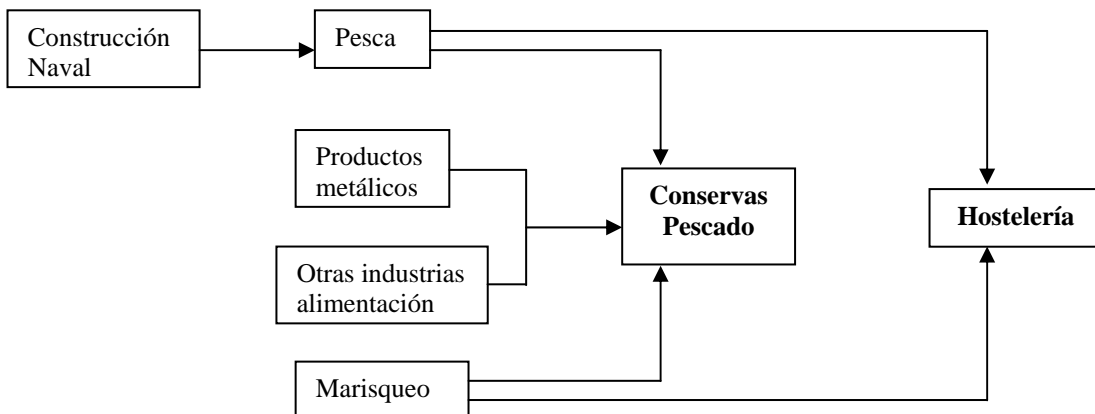 Construcción
Naval
Pesca
Productos
metálicos
Conservas
Pescado
Hostelería
Otras industrias
alimentación
Marisqueo